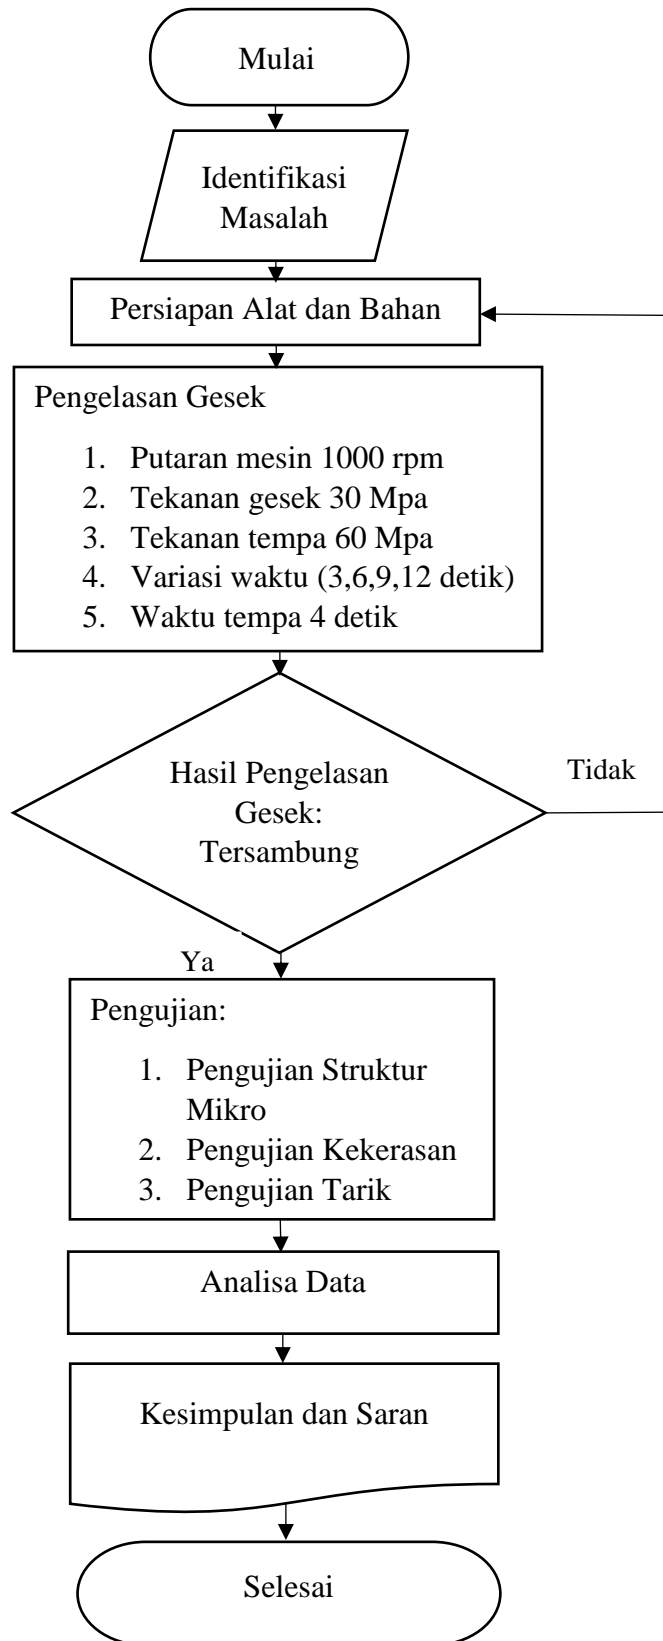 Mulai
Identifikasi
Masalah
Persiapan Alat dan Bahan
Pengelasan Gesek
1. Putaran mesin 1000 rpm
2. Tekanan gesek 30 Mpa
3. Tekanan tempa 60 Mpa
4. Variasi waktu (3,6,9,12 detik)
5. Waktu tempa 4 detik
Hasil Pengelasan
Gesek:
Tersambung
Tidak
Ya
Pengujian:
1. Pengujian Struktur
Mikro
2. Pengujian Kekerasan
3. Pengujian Tarik
Analisa Data
Kesimpulan dan Saran
Selesai